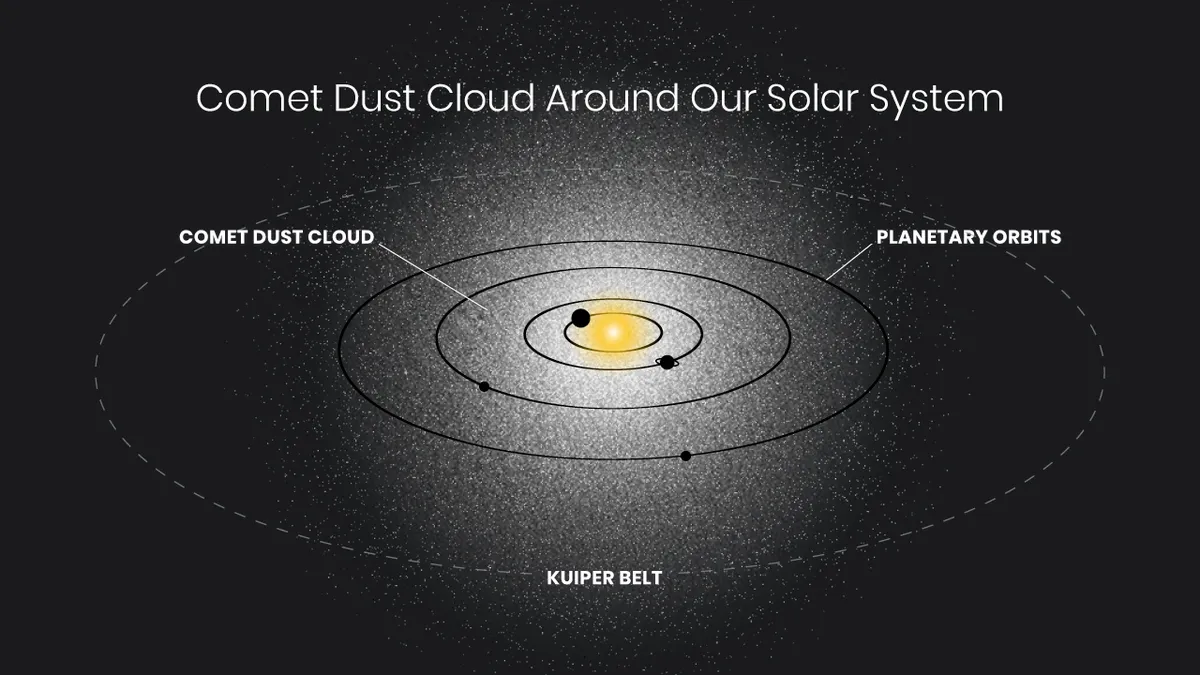 Comet Dust Cloud Around Our Solar System
COMET DUST CLOUD
PLANETARY ORBITS
KUIPER BELT